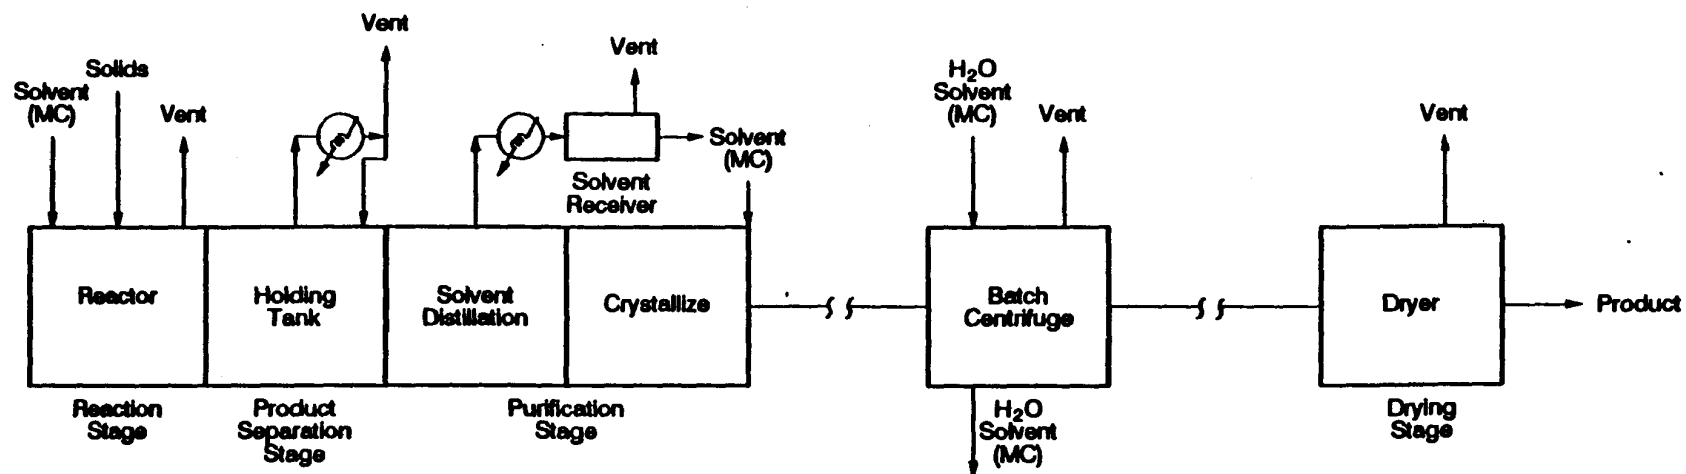 Solvent
(MC)
Solids
Vent
Vent
Vent
Solvent
Receiver
Solvent
(MC)
H₂O
Solvent
(MC)
Vent
Vent
Reactor
Holding
Tank
Solvent
Distillation
Crystallize
Batch
Centrifuge
Dryer
Product
Reaction
Stage
Product
Separation
Stage
Purification
Stage
H₂O
Solvent
(MC)
Drying
Stage